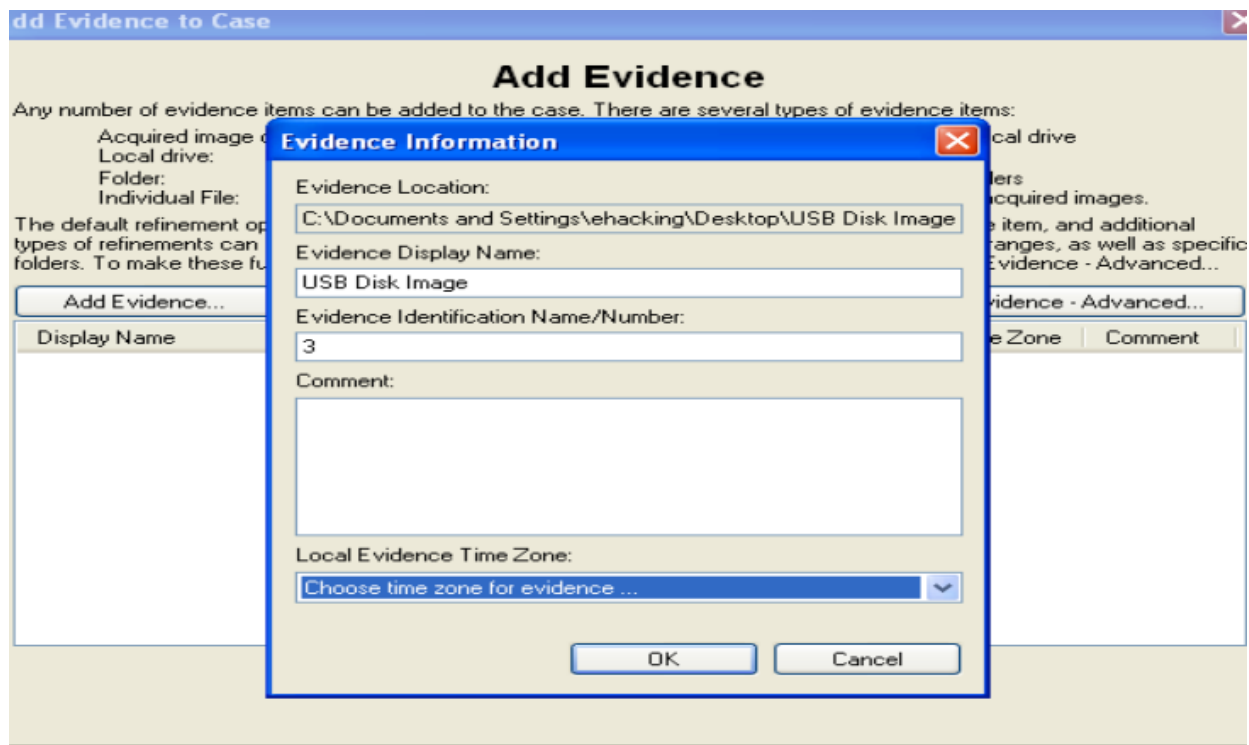 dd Evidence to Case
Add Evidence
Any number of evidence items can be added to the case. There are several types of evidence items:
Acquired image
cal drive
Local drive:
Folder:
ders
Individual File:
cquired images.
The default refinement op
e item, and additional
types of refinements can
anges, as well as specific
folders. To make these fu
Evidence - Advanced...
Add Evidence...
vidence - Advanced...
Display Name
e Zone
Comment
Evidence Information
Evidence Location:
C:\Documents and Settings\ehacking\Desktop\USB Disk Image
Evidence Display Name:
USB Disk Image
Evidence Identification Name/Number:
3
Comment:
Local Evidence Time Zone:
Choose time zone for evidence ...
OK
Cancel